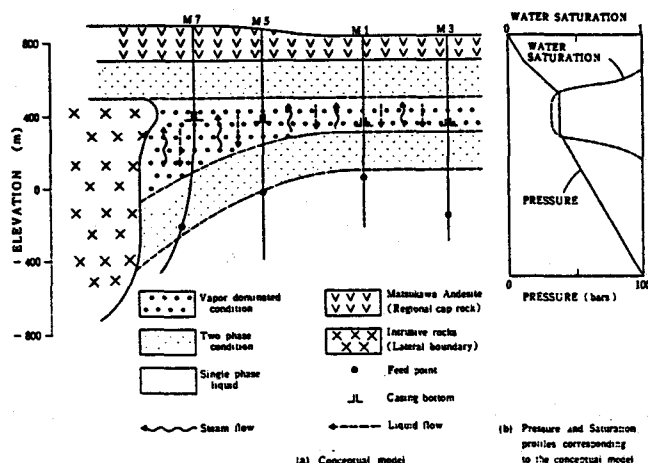 M7
M5
M1
M3
800
400
0
- 400
- 800
ELEVATION (m)
WATER SATURATION
0
1
WATER
SATURATION
PRESSURE
0
100
PRESSURE (bars)
Vapor dominated
condition
Two phase
condition
Single phase
liquid
Steam flow
Matsukawa Andesite
(Regional cap rock)
Intrusive rocks
(Lateral boundary)
Feed point
Casing bottom
Liquid flow
(a) Conceptual model
(b) Pressure and Saturation
profiles corresponding
to the conceptual model